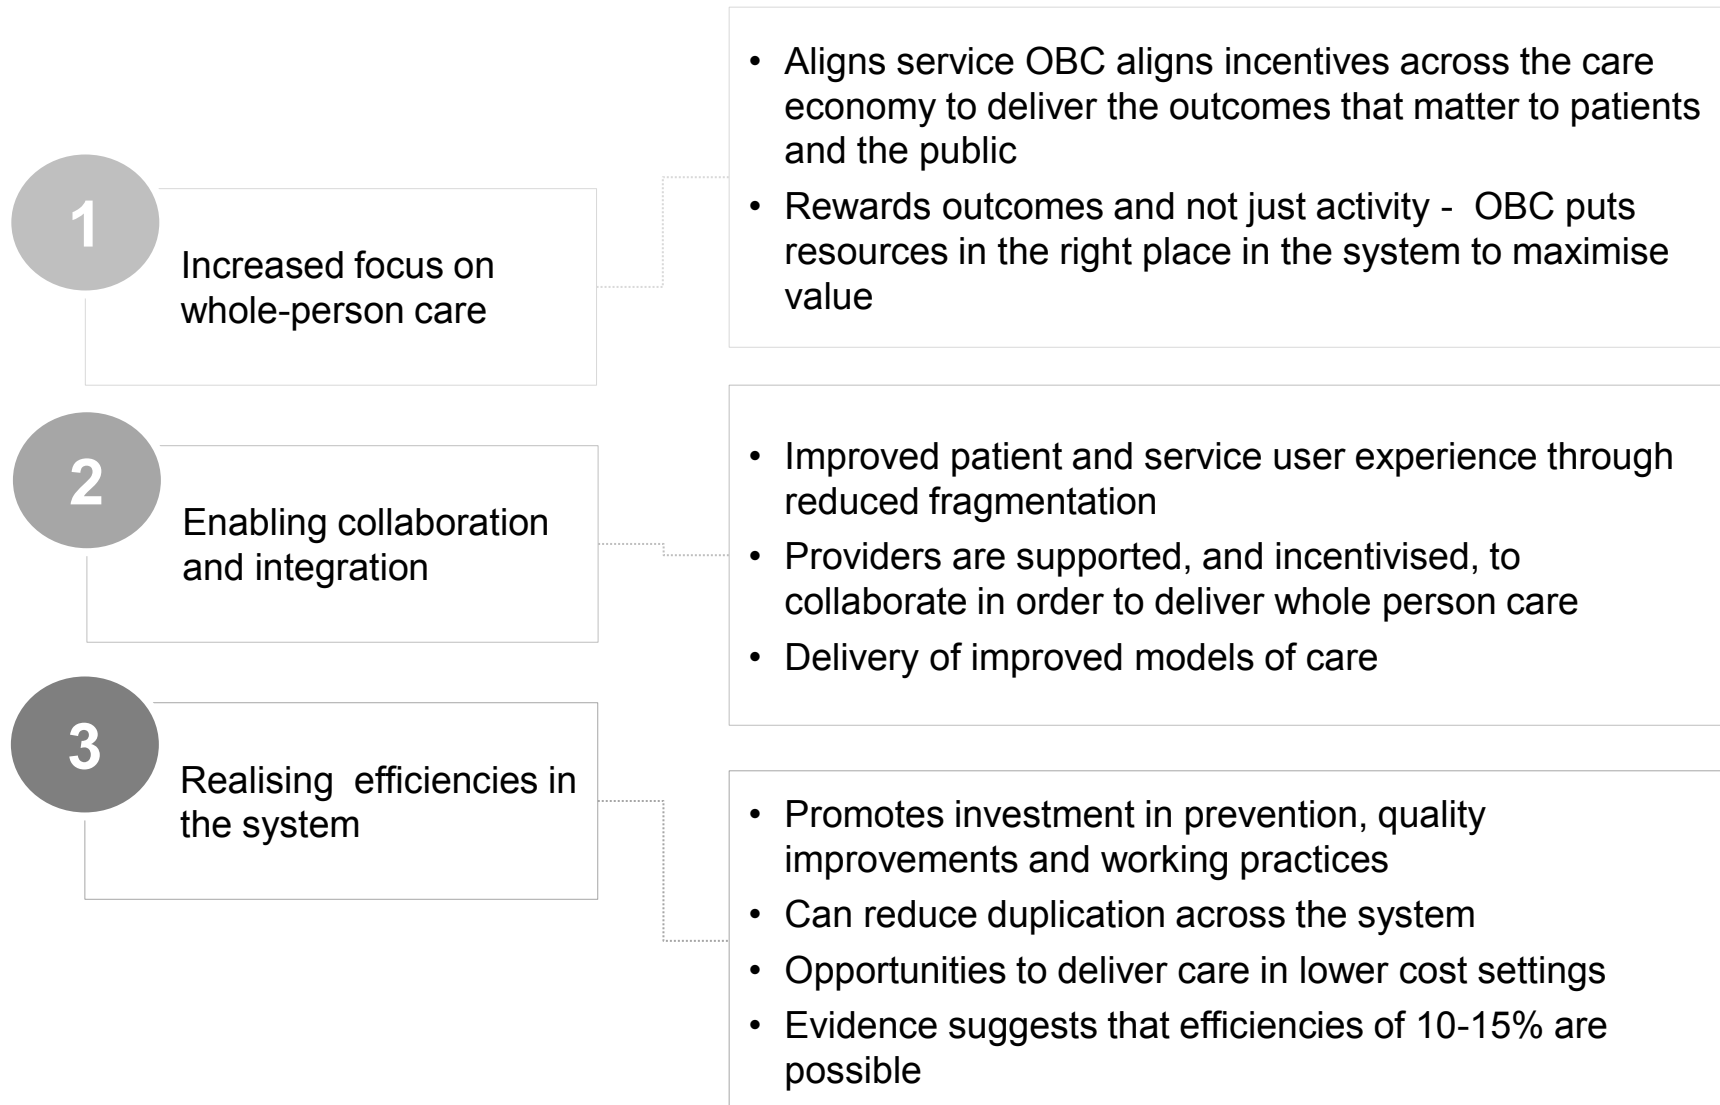 1
Increased focus on
whole-person care
• Aligns service OBC aligns incentives across the care
economy to deliver the outcomes that matter to patients
and the public
• Rewards outcomes and not just activity -  OBC puts
resources in the right place in the system to maximise
value
2
Enabling collaboration
and integration
• Improved patient and service user experience through
reduced fragmentation
• Providers are supported, and incentivised, to
collaborate in order to deliver whole person care
• Delivery of improved models of care
3
Realising  efficiencies in
the system
• Promotes investment in prevention, quality
improvements and working practices
• Can reduce duplication across the system
• Opportunities to deliver care in lower cost settings
• Evidence suggests that efficiencies of 10-15% are
possible